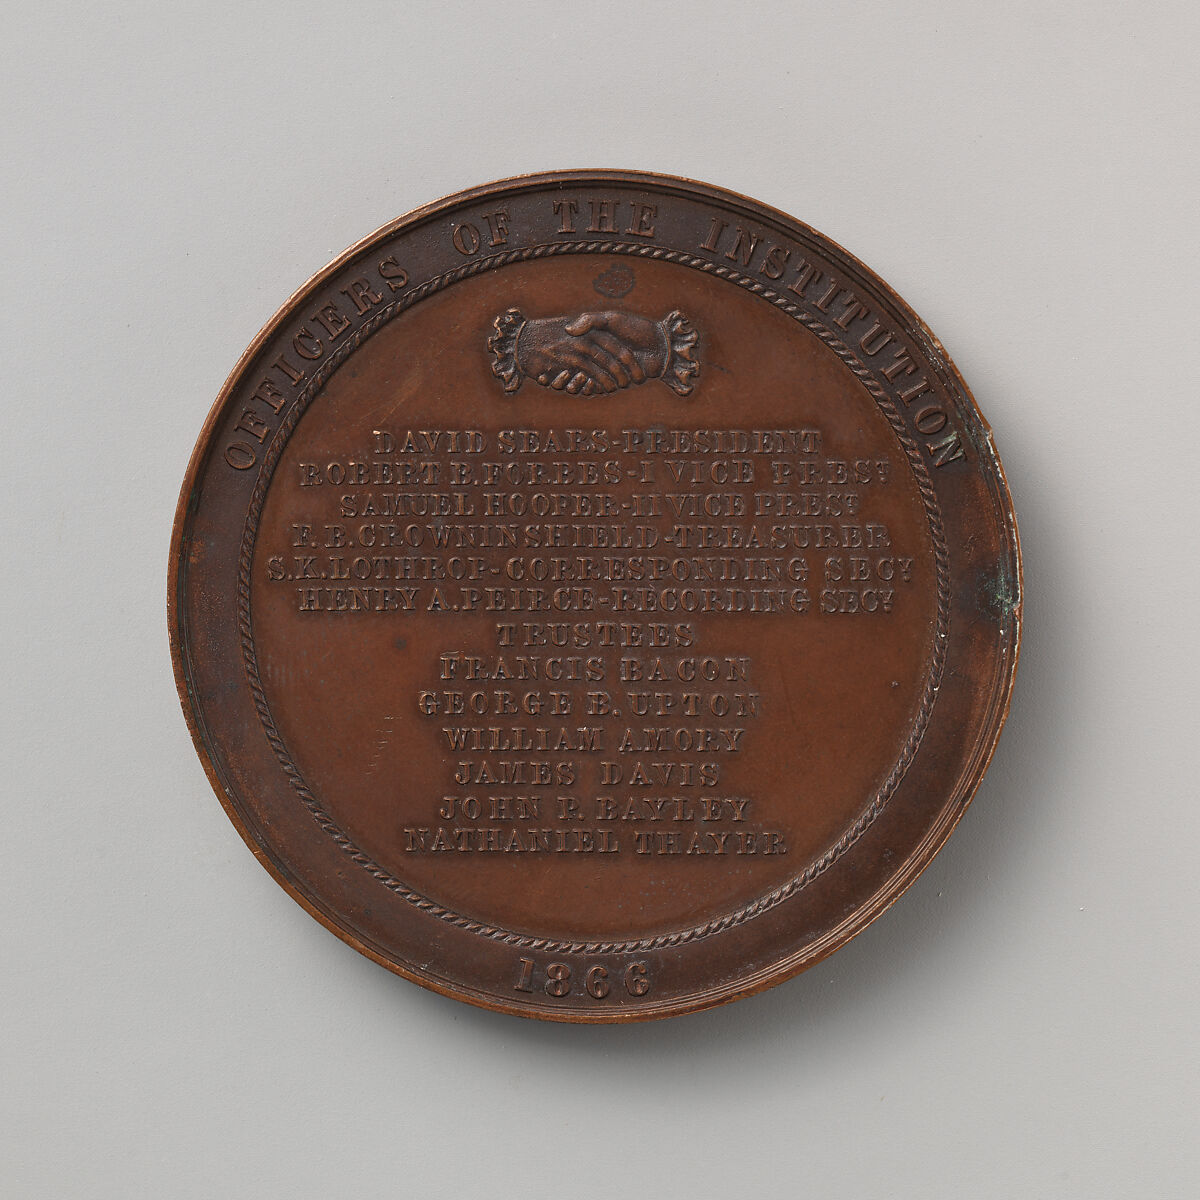 OFFICERS OF THE INSTITUTION
DAVID SEARS-PRESIDENT
ROBERT B. FORBES-I VICE PREST
SAMUEL HOOPER-II VICE PREST
F. B. CROWNINSHIELD-TREASURER
S.K.LOTHROP-CORRESPONDING SECY
HENRY A. PEIRCE-RECORDING SECY
TRUSTEES
FRANCIS BACON
GEORGE B. UPTON
WILLIAM AMORY
JAMES DAVIS
JOHN P. BAYLEY
NATHANIEL THAYER
1866